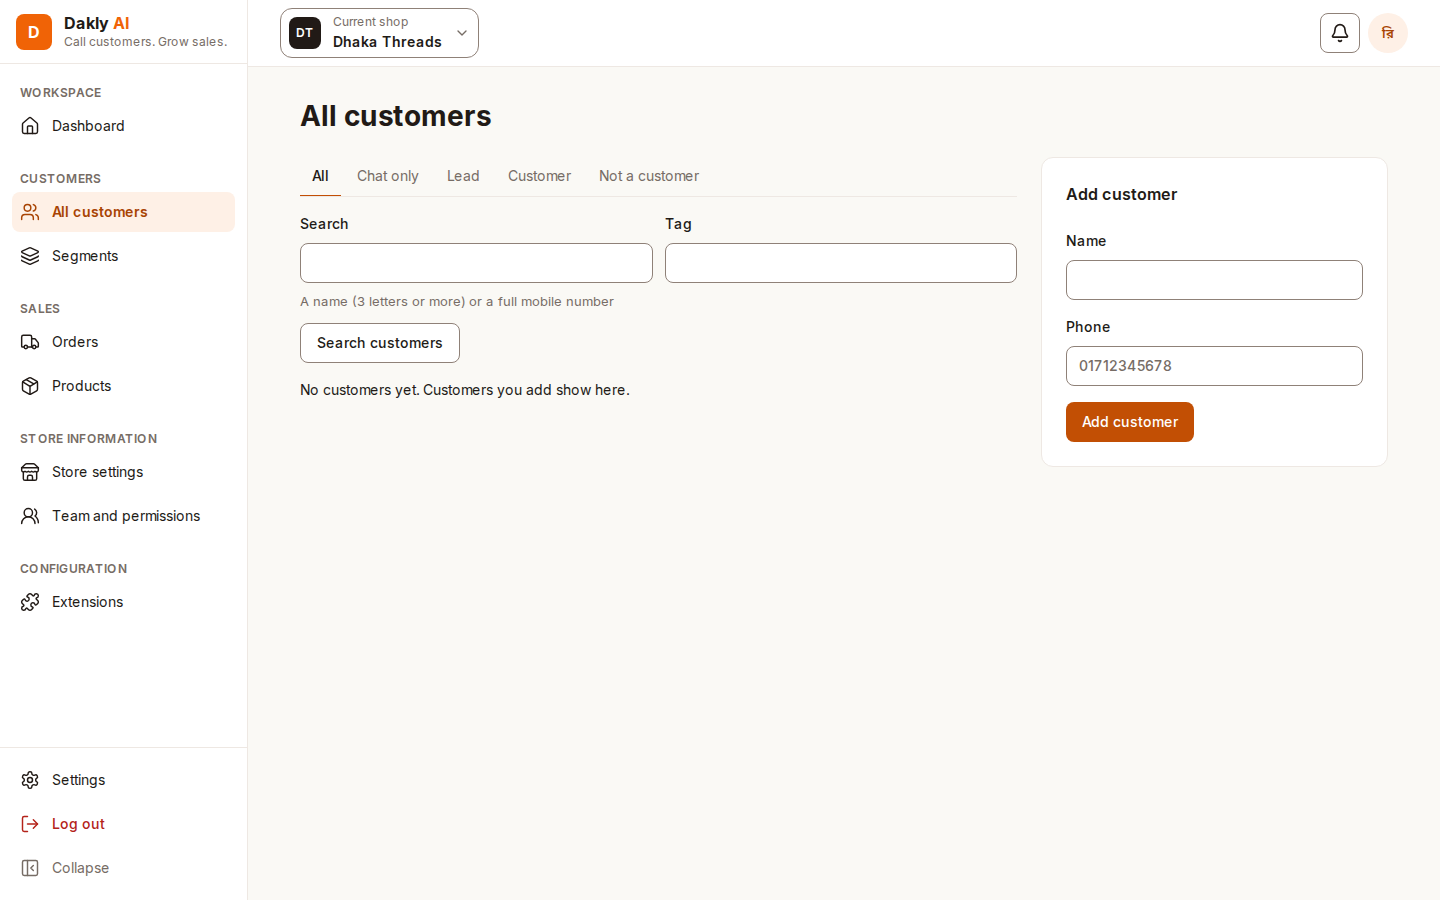 D
Dakly AI
Call customers. Grow sales.
DT
Current shop
Dhaka Threads
রি
WORKSPACE
Dashboard
CUSTOMERS
All customers
Segments
SALES
Orders
Products
STORE INFORMATION
Store settings
Team and permissions
CONFIGURATION
Extensions
Settings
Log out
Collapse
All customers
All
Chat only
Lead
Customer
Not a customer
Search
Tag
A name (3 letters or more) or a full mobile number
Search customers
No customers yet. Customers you add show here.
Add customer
Name
Phone
01712345678
Add customer